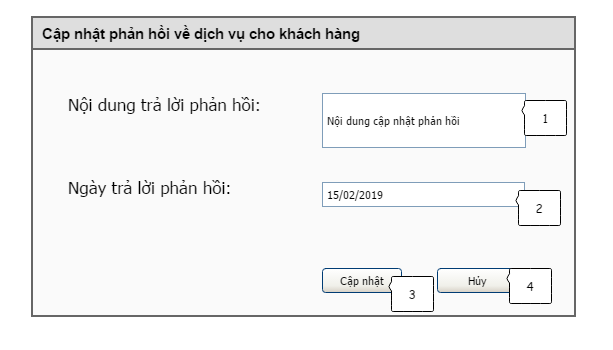 Cập nhật phản hồi về dịch vụ cho khách hàng
Nội dung trả lời phản hồi:
Nội dung cập nhật phản hồi
1
Ngày trả lời phản hồi:
15/02/2019
2
Cập nhật
3
Hủy
4